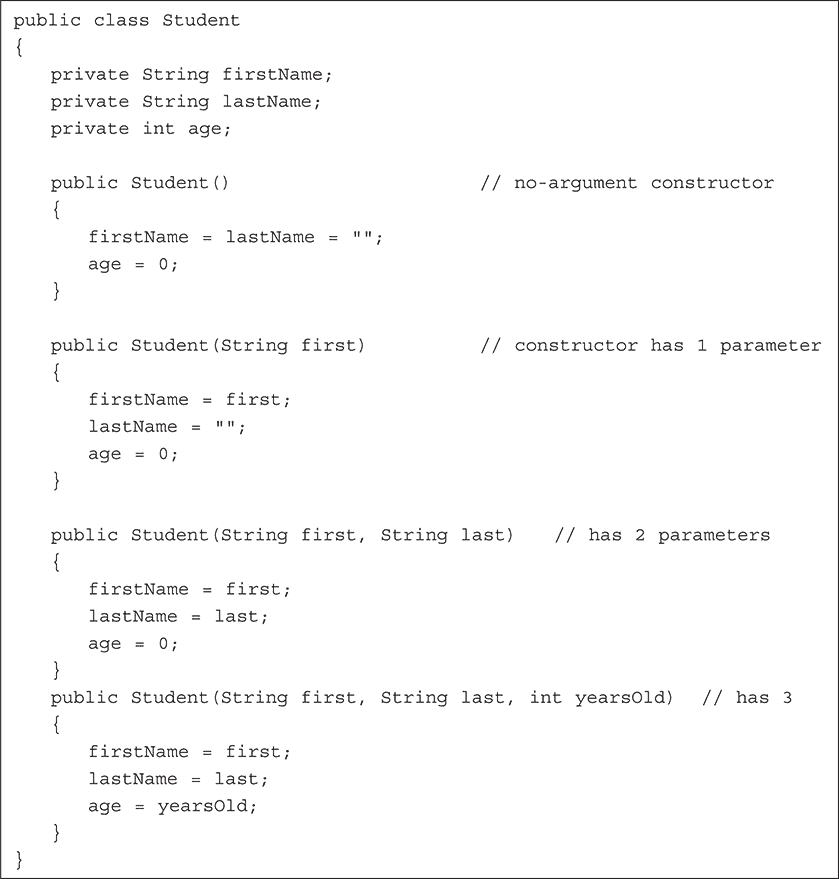 public class Student
{
    private String firstName;
    private String lastName;
    private int age;

    public Student()                      // no-argument constructor
    {
        firstName = lastName = "";
        age = 0;
    }

    public Student(String first)          // constructor has 1 parameter
    {
        firstName = first;
        lastName = "";
        age = 0;
    }

    public Student(String first, String last)   // has 2 parameters
    {
        firstName = first;
        lastName = last;
        age = 0;
    }
    public Student(String first, String last, int yearsOld)  // has 3
    {
        firstName = first;
        lastName = last;
        age = yearsOld;
    }
}